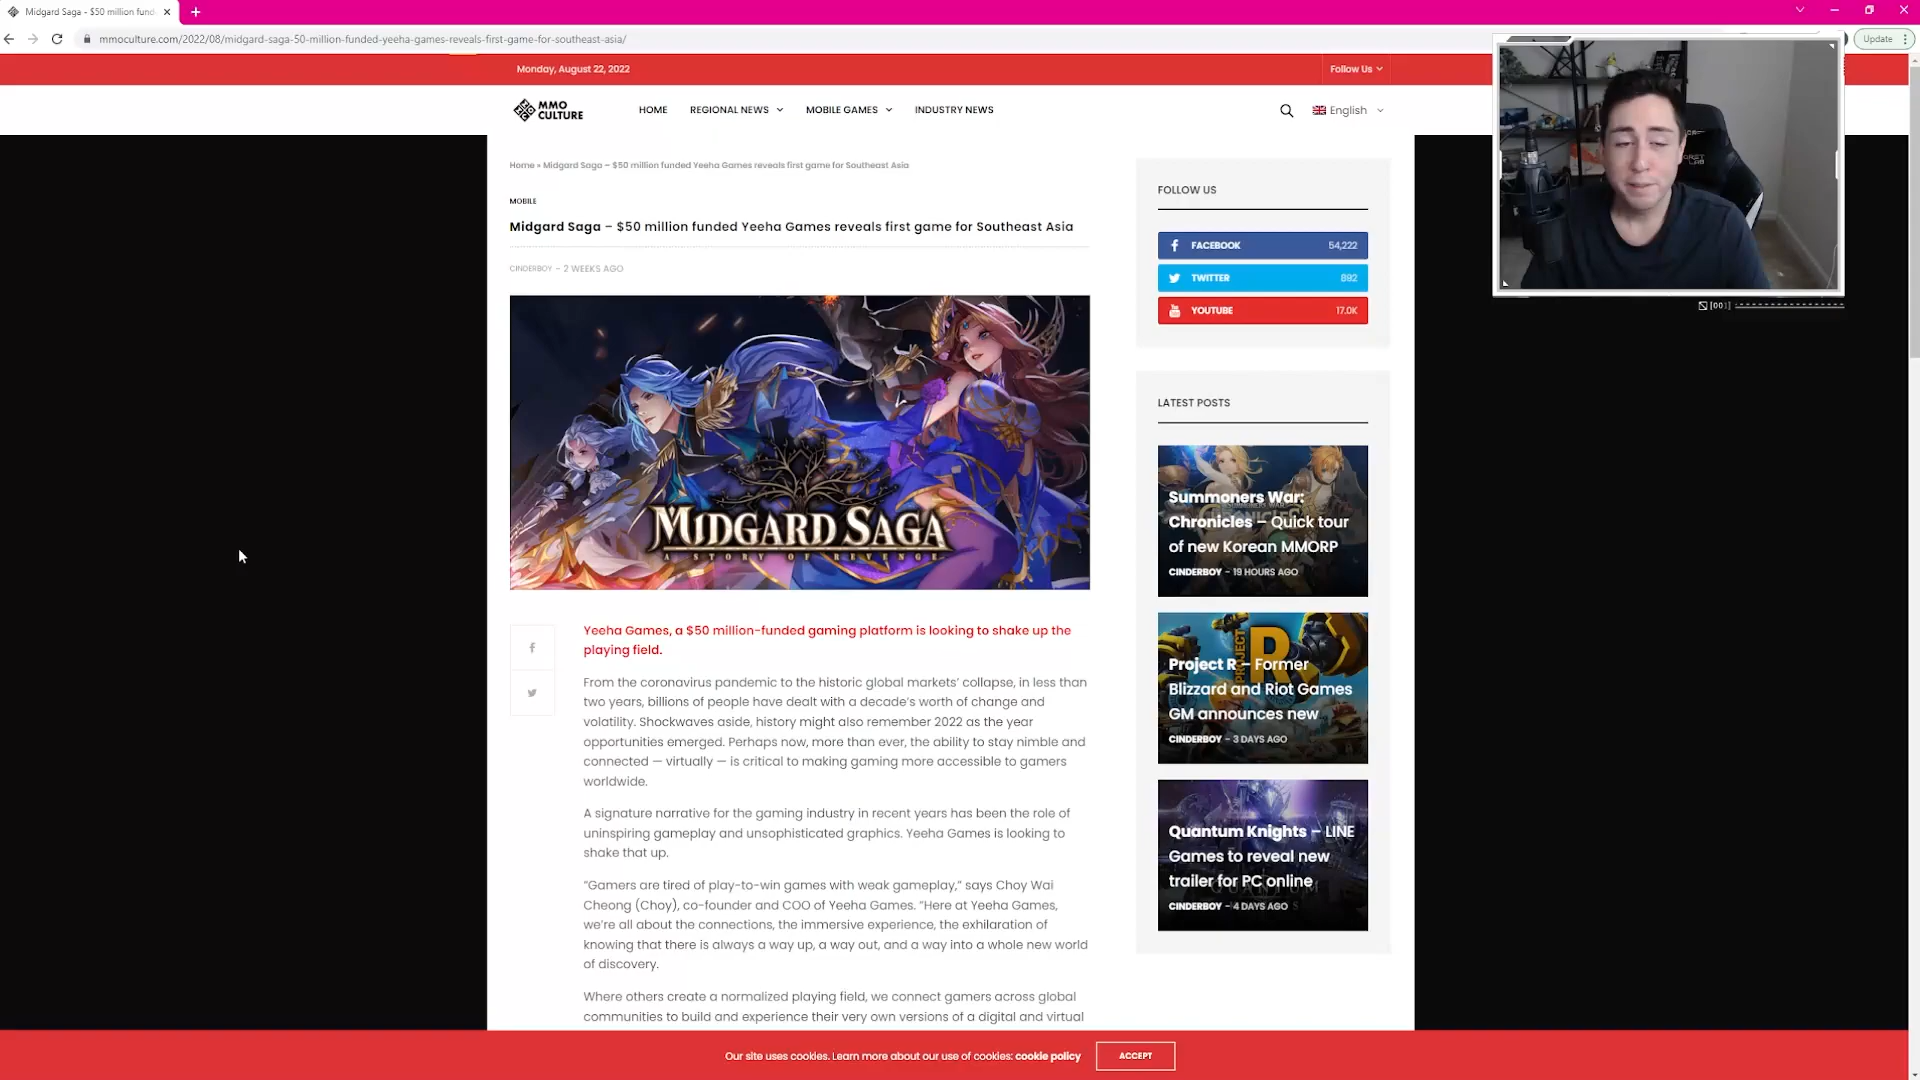 Midgard Saga - $50 million fund
mmoculture.com/2022/08/midgard-saga-50-million-funded-yeeha-games-reveals-first-game-for-southeast-asia/
Update
Monday, August 22, 2022
Follow Us
MMO
CULTURE
HOME
REGIONAL NEWS
MOBILE GAMES
INDUSTRY NEWS
English
Home » Midgard Saga – $50 million funded Yeeha Games reveals first game for Southeast Asia
MOBILE
Midgard Saga – $50 million funded Yeeha Games reveals first game for Southeast Asia
CINDERBOY – 2 WEEKS AGO
MIDGARD SAGA
A STORY OF REVENGE
Yeeha Games, a $50 million-funded gaming platform is looking to shake up the
playing field.
From the coronavirus pandemic to the historic global markets’ collapse, in less than
two years, billions of people have dealt with a decade’s worth of change and
volatility. Shockwaves aside, history might also remember 2022 as the year
opportunities emerged. Perhaps now, more than ever, the ability to stay nimble and
connected — virtually — is critical to making gaming more accessible to gamers
worldwide.
A signature narrative for the gaming industry in recent years has been the role of
uninspiring gameplay and unsophisticated graphics. Yeeha Games is looking to
shake that up.
“Gamers are tired of play-to-win games with weak gameplay,” says Choy Wai
Cheong (Choy), co-founder and COO of Yeeha Games. “Here at Yeeha Games,
we’re all about the connections, the immersive experience, the exhilaration of
knowing that there is always a way up, a way out, and a way into a whole new world
of discovery.
Where others create a normalized playing field, we connect gamers across global
communities to build and experience their very own versions of a digital and virtual
FOLLOW US
FACEBOOK 54,222
TWITTER 892
YOUTUBE 17.0K
LATEST POSTS
Summoners War:
Chronicles – Quick tour
of new Korean MMORP
CINDERBOY – 19 HOURS AGO
PROJECT
R
Project R – Former
Blizzard and Riot Games
GM announces new
CINDERBOY – 3 DAYS AGO
Quantum Knights – LINE
Games to reveal new
trailer for PC online
CINDERBOY – 4 DAYS AGO
[001]
Our site uses cookies. Learn more about our use of cookies: cookie policy
ACCEPT